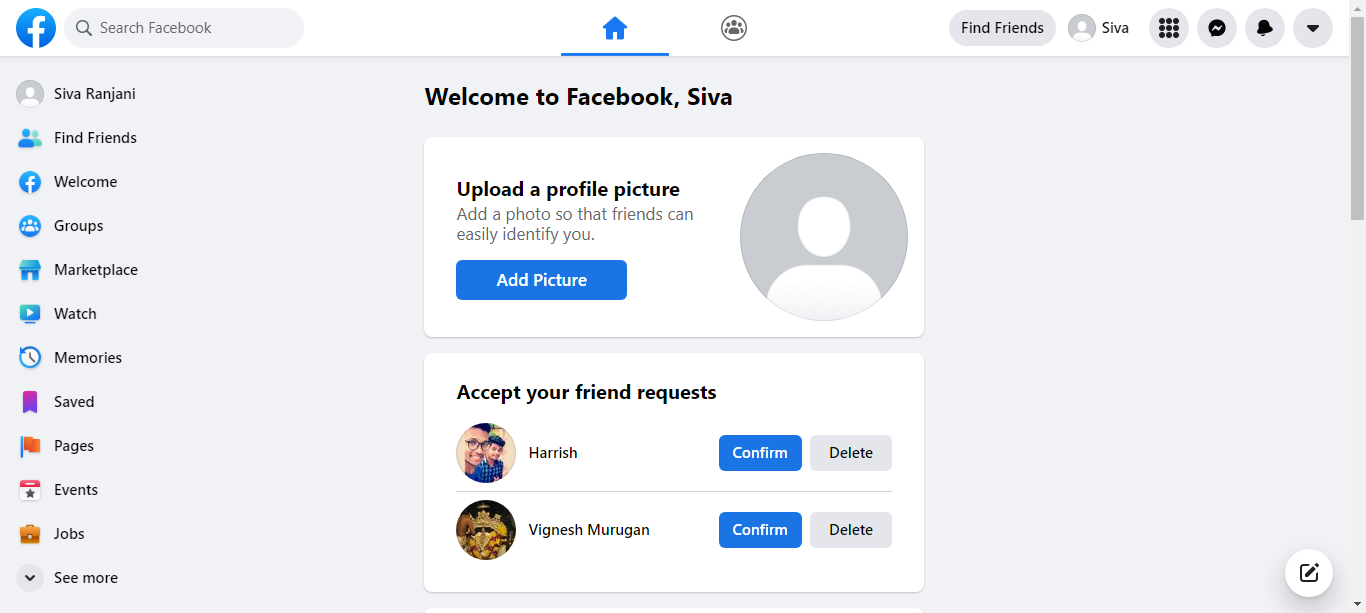 Search Facebook
Find Friends
Siva
Siva Ranjani
Find Friends
Welcome
Groups
Marketplace
Watch
Memories
Saved
Pages
Events
Jobs
See more
Welcome to Facebook, Siva
Upload a profile picture
Add a photo so that friends can
easily identify you.
Add Picture
Accept your friend requests
Harrish
Confirm
Delete
Vignesh Murugan
Confirm
Delete